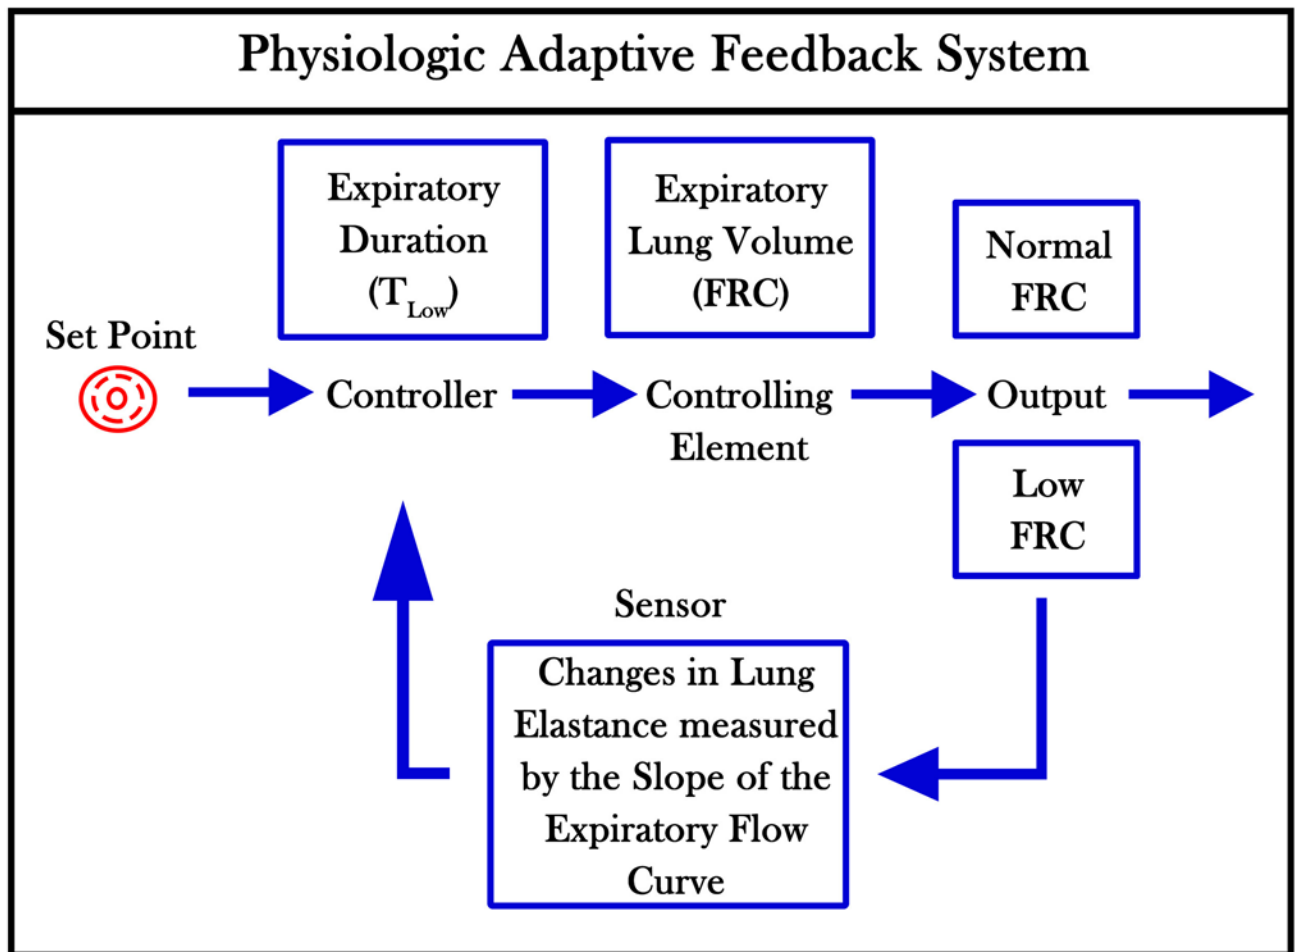 Physiologic Adaptive Feedback System
Expiratory
Duration
(T_Low)
Expiratory
Lung Volume
(FRC)
Normal
FRC
Set Point
Controller
Controlling
Element
Output
Low
FRC
Sensor
Changes in Lung
Elastance measured
by the Slope of the
Expiratory Flow
Curve